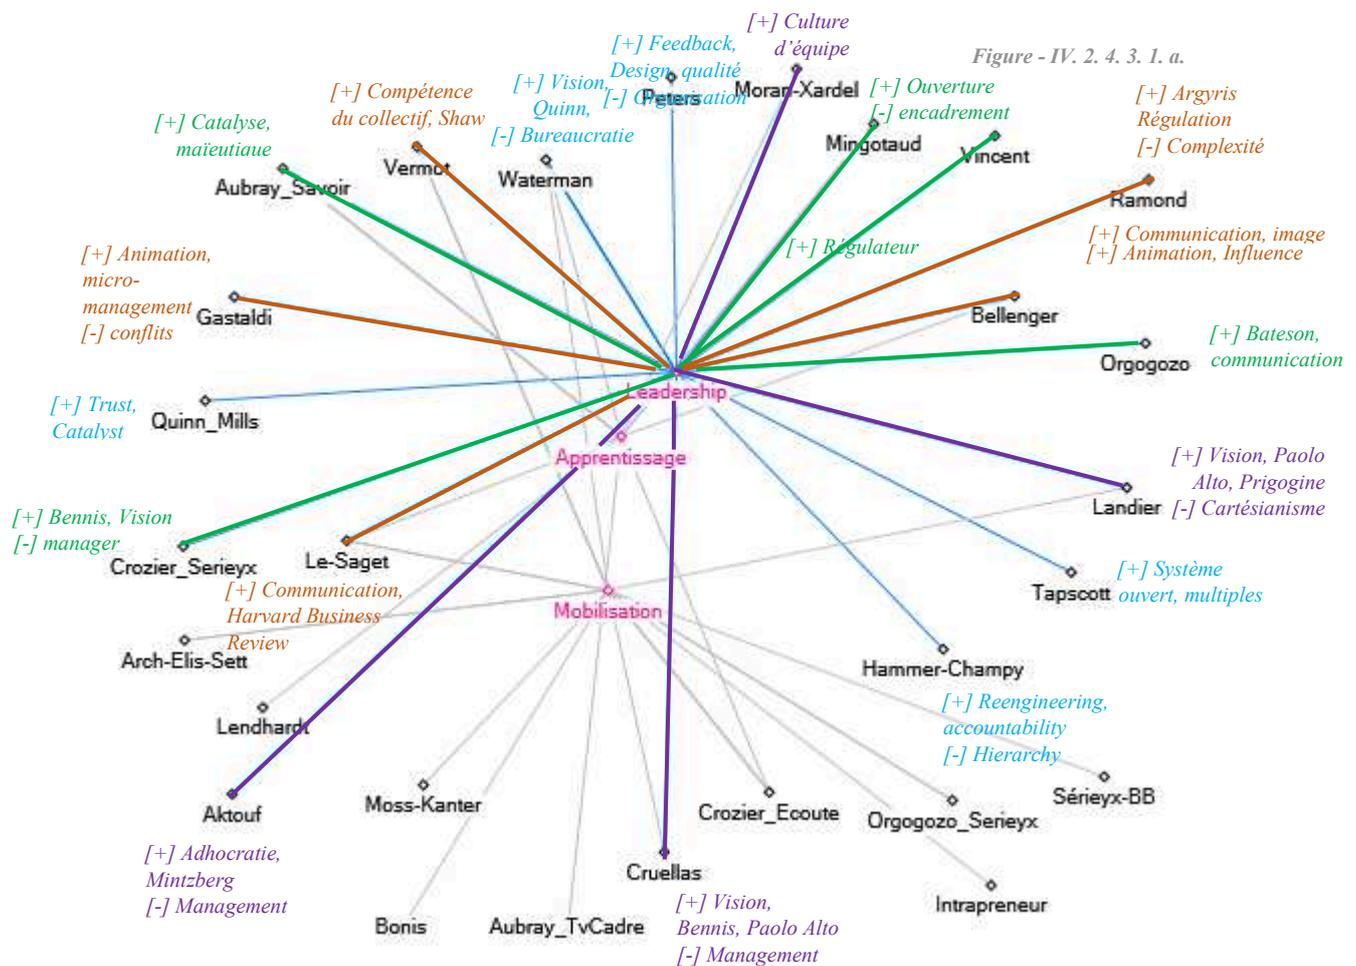 [+] Culture
d’équipe
[+] Feedback,
Design, qualité
[-] Organisation
Peters
Figure - IV. 2. 4. 3. 1. a.
Moran-Xardel
[+] Vision,
Quinn,
[-] Bureaucratie
Waterman
[+] Compétence
du collectif, Shaw
Vermot
[+] Ouverture
[-] encadrement
Mingotaud
Vincent
[+] Argyris
Régulation
[-] Complexité
Ramond
[+] Catalyse,
maïeutiaue
Aubray_Savoir
[+] Régulateur
[+] Communication, image
[+] Animation, Influence
Bellenger
[+] Animation,
micro-
management
[-] conflits
Gastaldi
Orgogozo
[+] Bateson,
communication
Leadership
Quinn_Mills
[+] Trust,
Catalyst
Apprentissage
[+] Vision, Paolo
Alto, Prigogine
[-] Cartésianisme
Landier
[+] Bennis, Vision
[-] manager
Crozier_Serieyx
Le-Saget
[+] Communication,
Harvard Business
Review
Tapscott
[+] Système
ouvert, multiples
Mobilisation
Arch-Elis-Sett
Hammer-Champy
[+] Reengineering,
accountability
[-] Hierarchy
Lendhardt
Aktouf
[+] Adhocratie,
Mintzberg
[-] Management
Moss-Kanter
Crozier_Ecoute
Orgogozo_Serieyx
Sérieyx-BB
Cruellas
[+] Vision,
Bennis, Paolo Alto
[-] Management
Intrapreneur
Bonis
Aubray_TvCadre